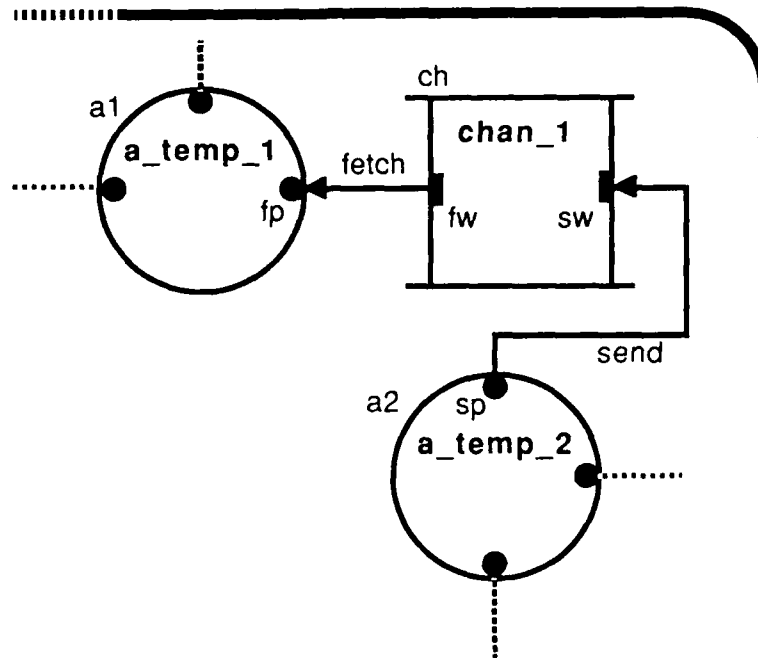 ch
a1
chan_1
a_temp_1
fetch
fp
fw
sw
send
a2
sp
a_temp_2